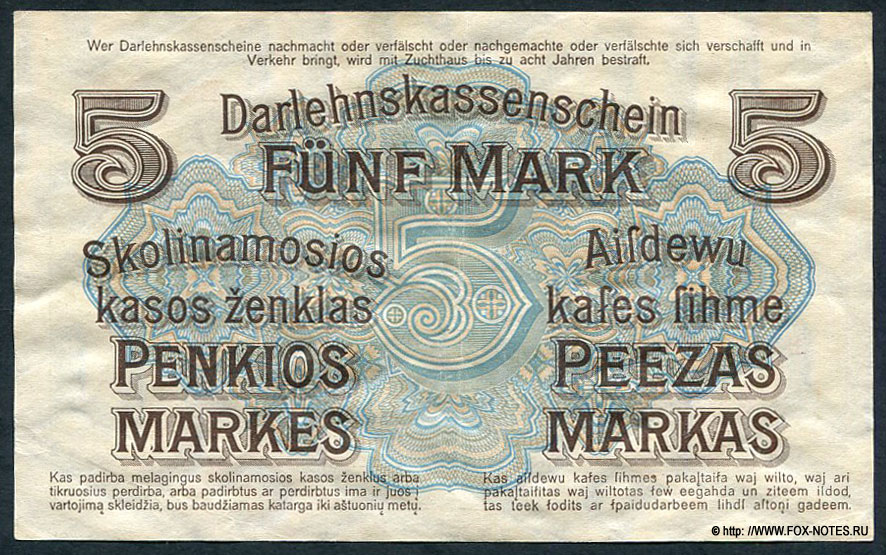 Wer Darlehnskassenscheine nachmacht oder verfälscht oder nachgemachte oder verfälschte sich verschafft und in
Verkehr bringt, wird mit Zuchthaus bis zu acht Jahren bestraft.
5 Darlehnskassenschein 5
FÜNF MARK
5
Skolinamosios
kasos ženklas
PENKIOS
MARKES
Aiſdewu
kaſes ſihme
PEEZAS
MARKAS
Kas padirba melagingus skolinamosios kasos ženklus arba
tikruosius perdirba, arba padirbtus ar perdirbtus ima ir juos į
vartojimą skleidžia, bus baudžiamas katarga iki aštuonių metų.
Kas aiſdewu kaſes ſihmes pakaļtaiſa waj wilto, waj ari
pakaļtaiſitas waj wiltotas ſew eegahda un ziteem iſdod,
tas teek ſodits ar ſpaidudarbeem lihdſ aſtoņi gadeem.
© http: //WWW.FOX-NOTES.RU